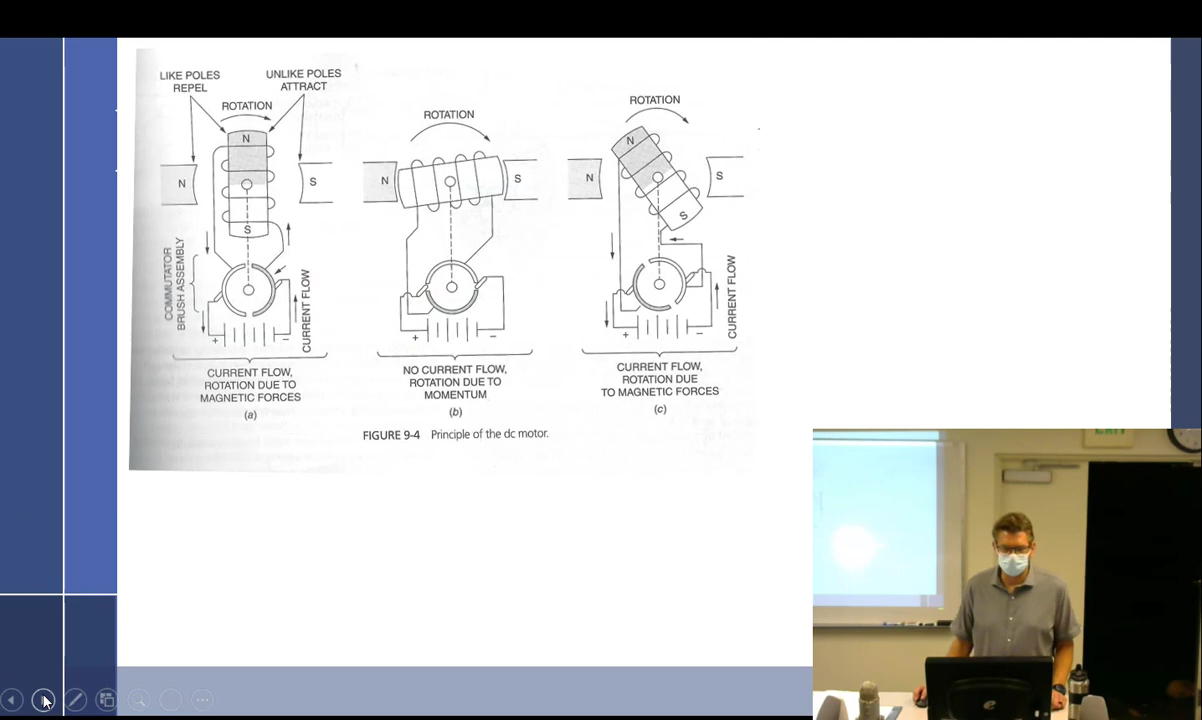 LIKE POLES
REPEL
UNLIKE POLES
ATTRACT
ROTATION
N
N
S
S
COMMUTATOR
BRUSH ASSEMBLY
CURRENT FLOW
+
−
CURRENT FLOW,
ROTATION DUE TO
MAGNETIC FORCES
(a)
ROTATION
N
S
+
−
NO CURRENT FLOW,
ROTATION DUE TO
MOMENTUM
(b)
ROTATION
N
N
S
S
CURRENT FLOW
+
−
CURRENT FLOW,
ROTATION DUE
TO MAGNETIC FORCES
(c)
FIGURE 9-4 Principle of the dc motor.
EXIT